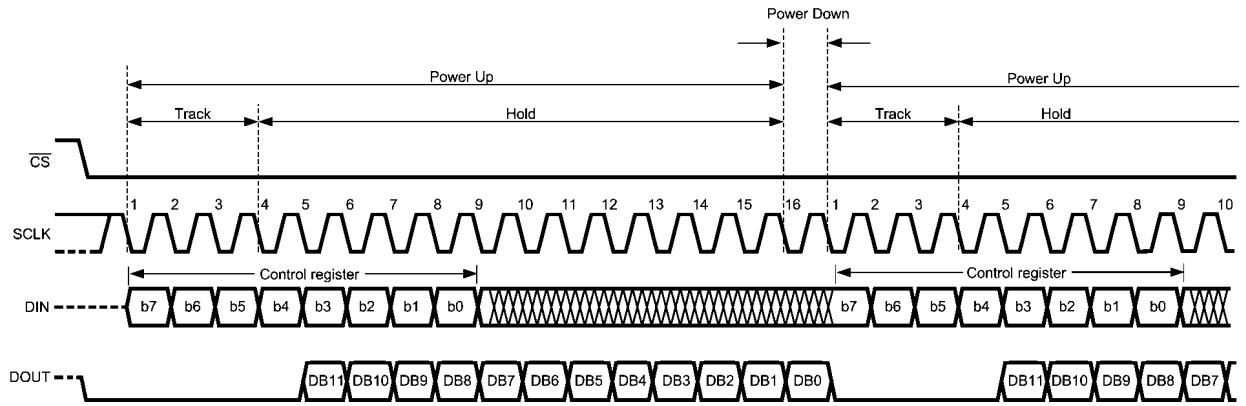 Power Down
Power Up Power Up
Track Hold Track Hold
CS
1 2 3 4 5 6 7 8 9 10 11 12 13 14 15 16 1 2 3 4 5 6 7 8 9 10
SCLK
Control register Control register
DIN b7 b6 b5 b4 b3 b2 b1 b0 b7 b6 b5 b4 b3 b2 b1 b0
DOUT DB11 DB10 DB9 DB8 DB7 DB6 DB5 DB4 DB3 DB2 DB1 DB0 DB11 DB10 DB9 DB8 DB7